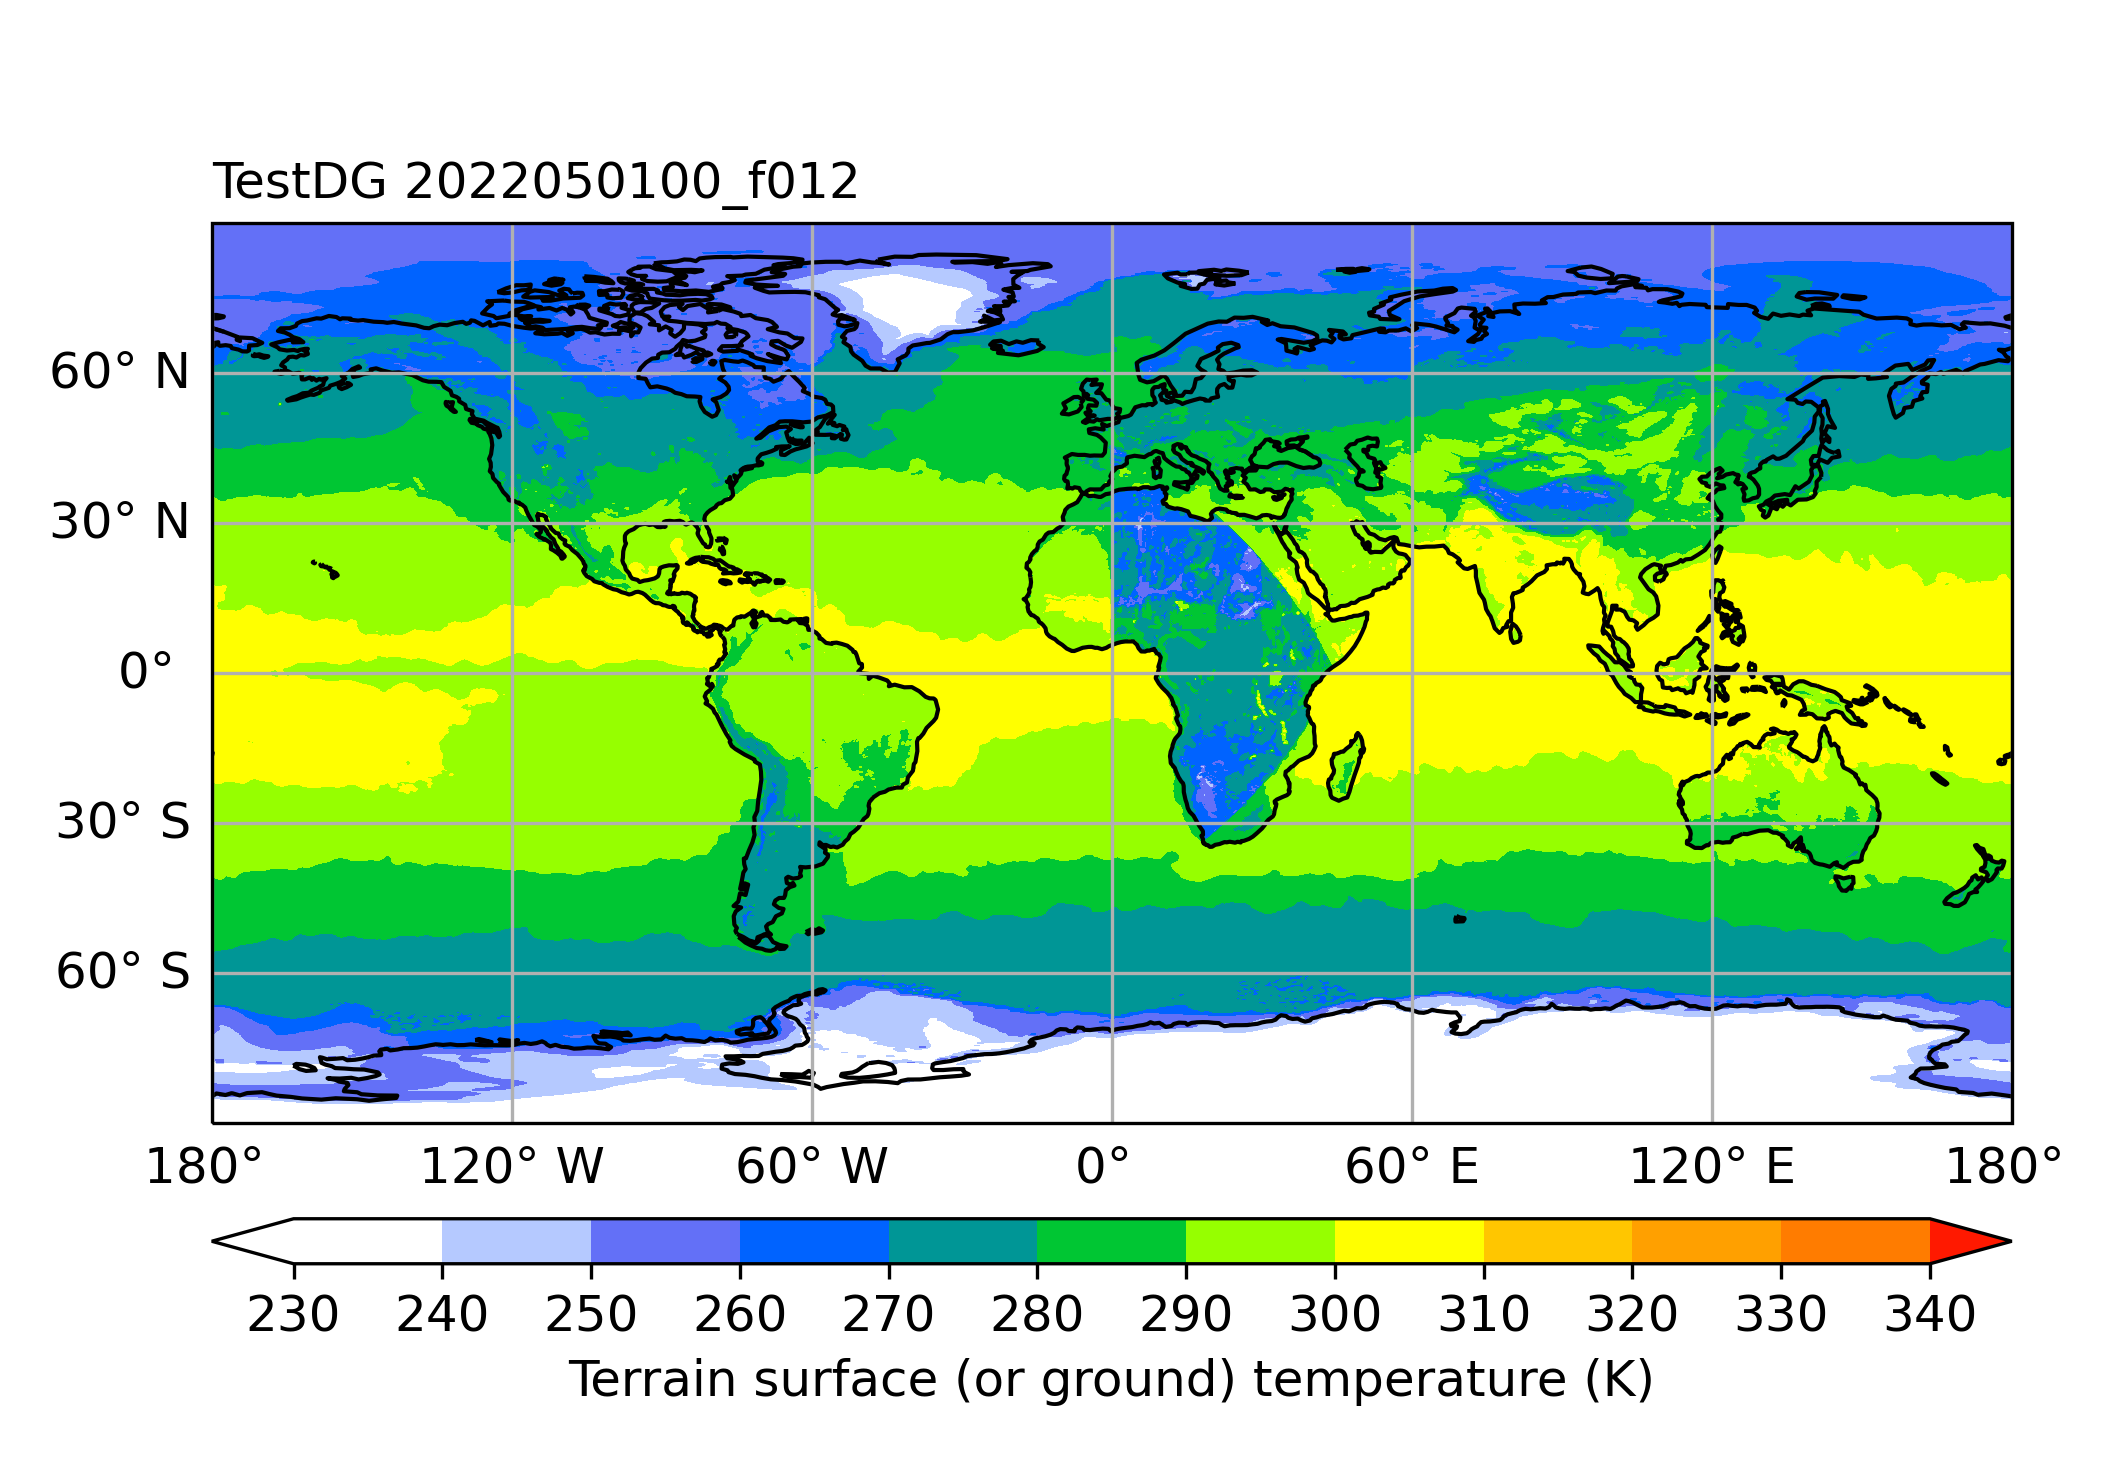 TestDG 2022050100_f012
60° N
30° N
0°
30° S
60° S
180° 120° W 60° W 0° 60° E 120° E 180°
230 240 250 260 270 280 290 300 310 320 330 340
Terrain surface (or ground) temperature (K)